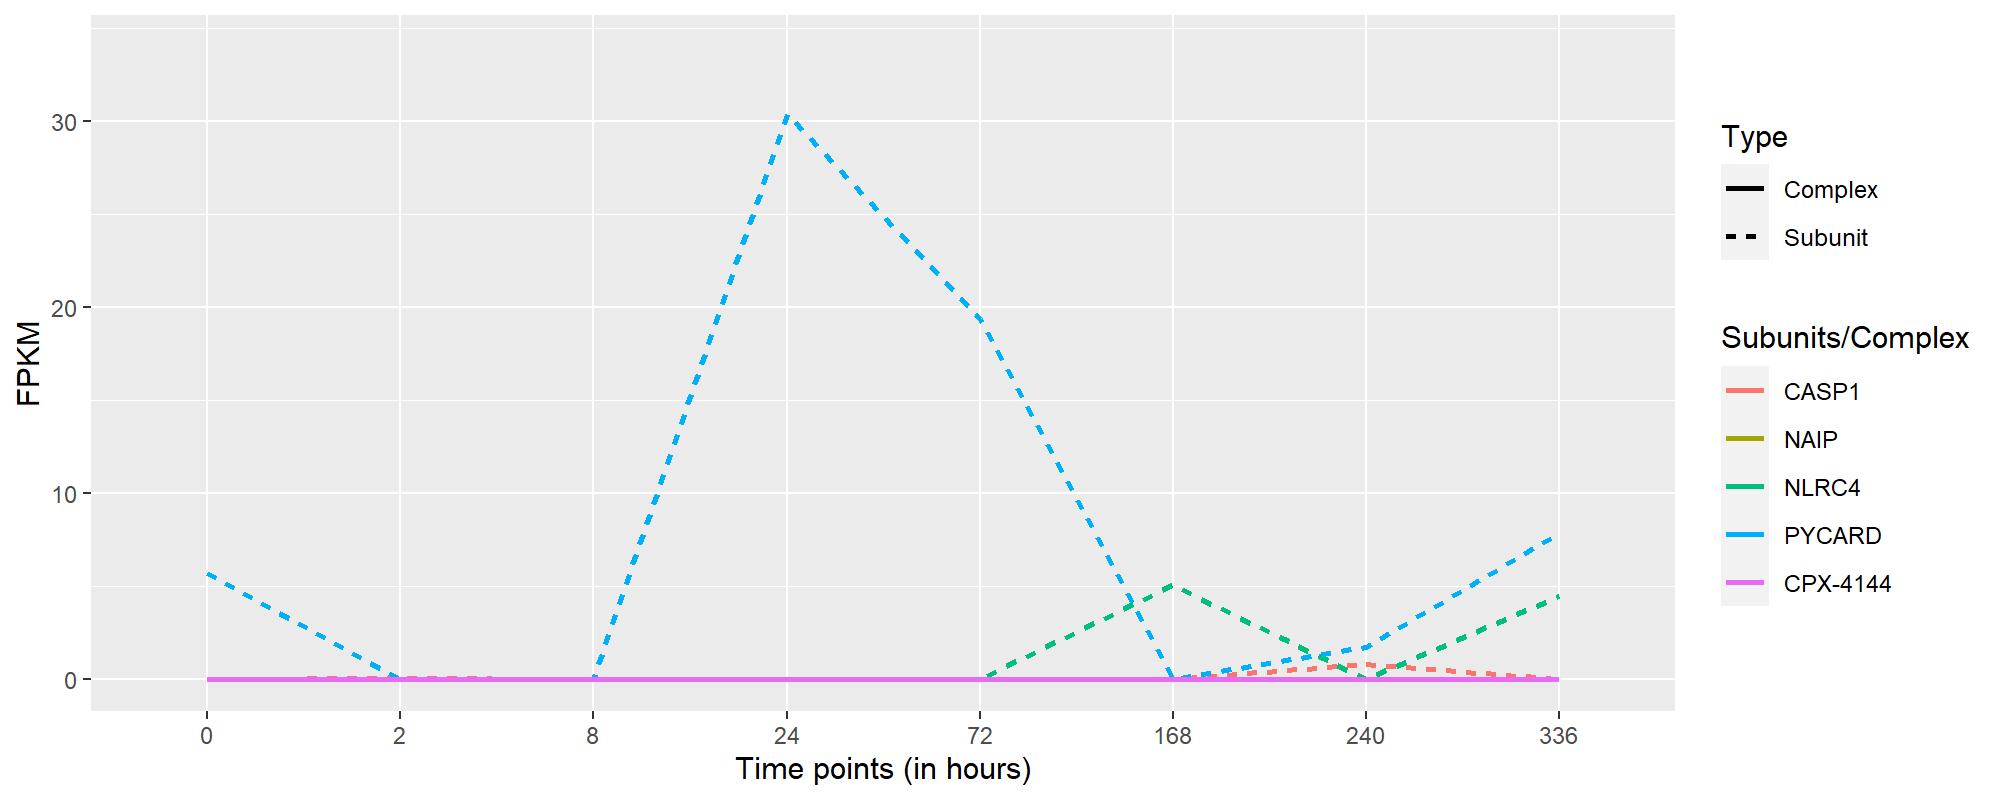 30
20
10
0
FPKM
0 2 8 24 72 168 240 336
Time points (in hours)
Type
Complex
Subunit
Subunits/Complex
CASP1
NAIP
NLRC4
PYCARD
CPX-4144